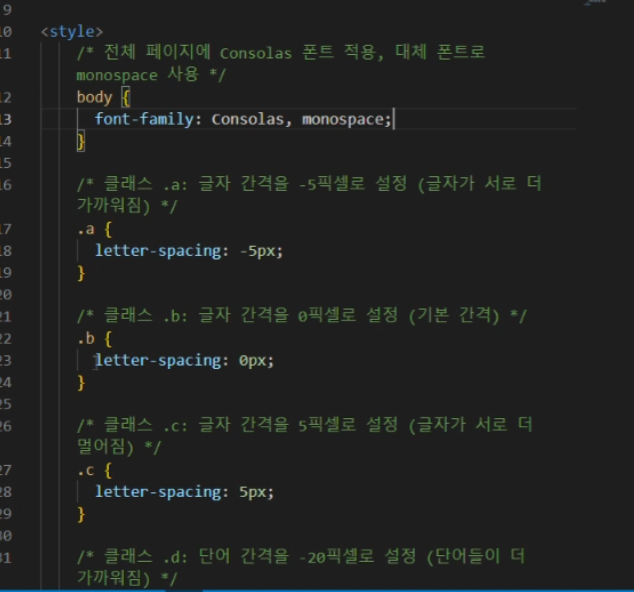 9
10 <style>
11 /* 전체 페이지에 Consolas 폰트 적용, 대체 폰트로
monospace 사용 */
12 body {
13 font-family: Consolas, monospace;
14 }
15
16 /* 클래스 .a: 글자 간격을 -5픽셀로 설정 (글자가 서로 더
가까워짐) */
17 .a {
18 letter-spacing: -5px;
19 }
20
21 /* 클래스 .b: 글자 간격을 0픽셀로 설정 (기본 간격) */
22 .b {
23 letter-spacing: 0px;
24 }
25
26 /* 클래스 .c: 글자 간격을 5픽셀로 설정 (글자가 서로 더
멀어짐) */
27 .c {
28 letter-spacing: 5px;
29 }
30
31 /* 클래스 .d: 단어 간격을 -20픽셀로 설정 (단어들이 더
가까워짐) */